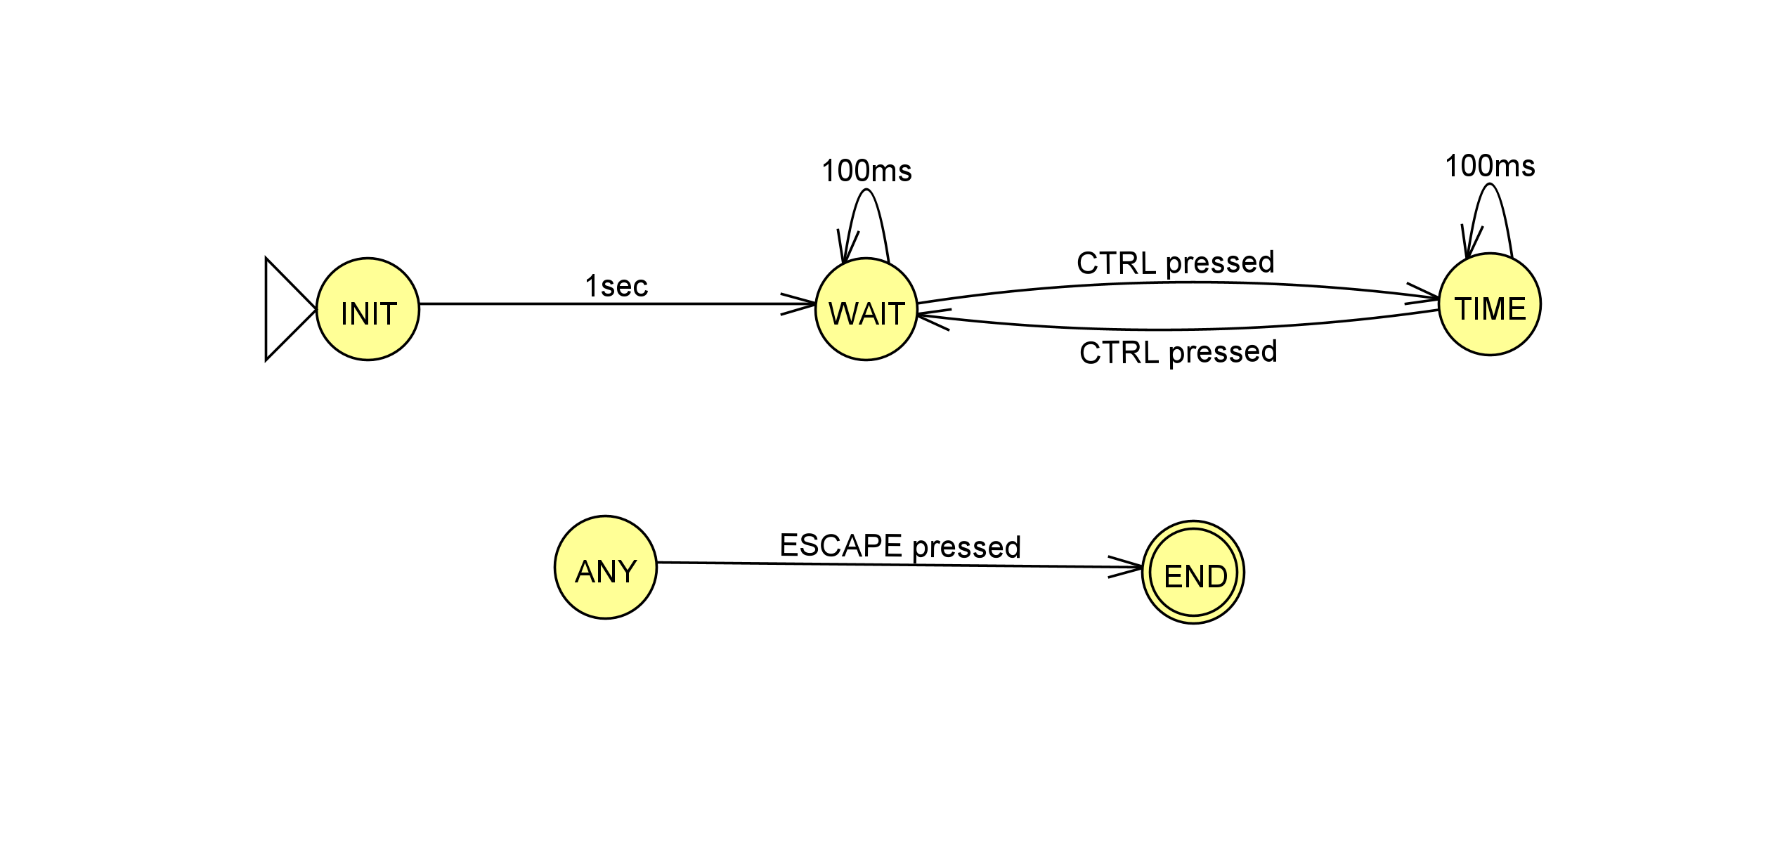 100ms
100ms
1sec
CTRL pressed
INIT
WAIT
TIME
CTRL pressed
ESCAPE pressed
ANY
END